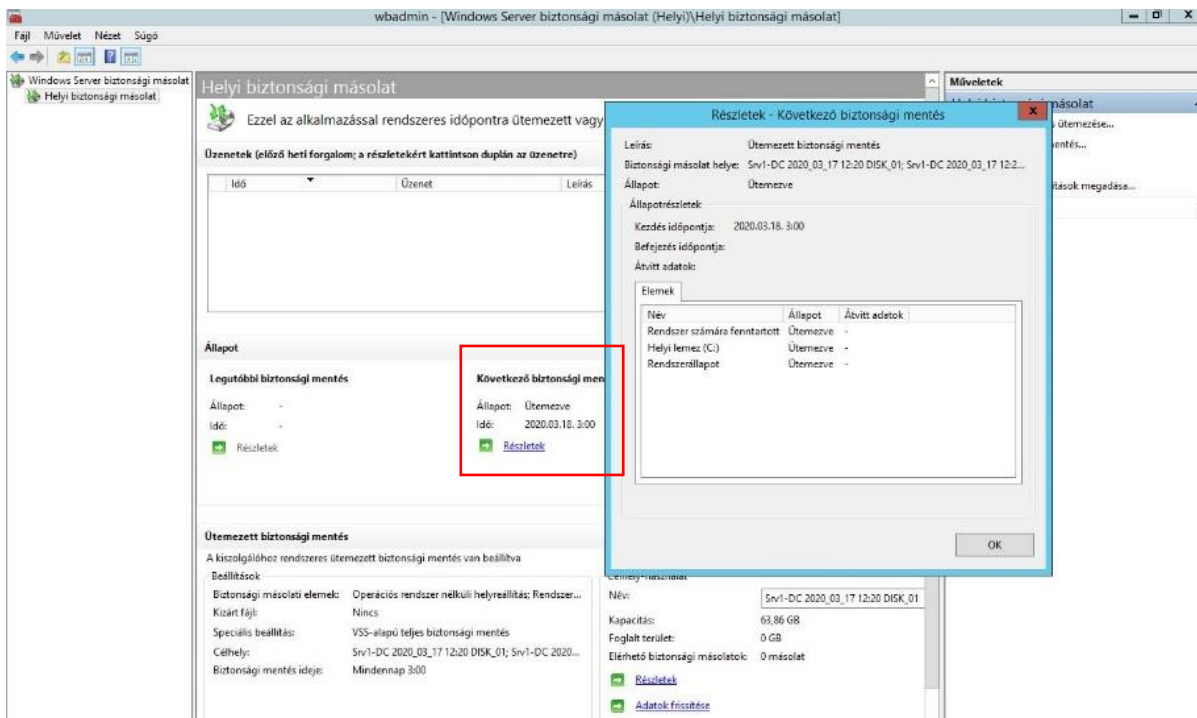 wbadmin - [Windows Server biztonsági másolat (Helyi)\Helyi biztonsági másolat]
Fájl Művelet Nézet Súgó
Windows Server biztonsági másolat
Helyi biztonsági másolat
Helyi biztonsági másolat
Ezzel az alkalmazással rendszeres időpontra ütemezett vagy
Üzenetek (előző heti forgalom; a részletekért kattintson duplán az üzenetre)
Idő Üzenet Leírás
Állapot
Legutóbbi biztonsági mentés
Állapot: -
Idő: -
Részletek
Következő biztonsági men
Állapot: Ütemezve
Idő: 2020.03.18. 3:00
Részletek
Ütemezett biztonsági mentés
A kiszolgálóhoz rendszeres ütemezett biztonsági mentés van beállítva
Beállítások
Biztonsági másolati elemek: Operációs rendszer nélküli helyreállítás; Rendszer...
Kizárt fájl: Nincs
Speciális beállítás: VSS-alapú teljes biztonsági mentés
Célhely: Srv1-DC 2020_03_17 12:20 DISK_01; Srv1-DC 2020...
Biztonsági mentés ideje: Mindennap 3:00
Célhely-használat
Név: Srv1-DC 2020_03_17 12:20 DISK_01
Kapacitás: 63,86 GB
Foglalt terület: 0 GB
Elérhető biztonsági másolatok: 0 másolat
Részletek
Adatok frissítése
Részletek - Következő biztonsági mentés
Leírás: Ütemezett biztonsági mentés
Biztonsági másolat helye: Srv1-DC 2020_03_17 12:20 DISK_01; Srv1-DC 2020_03_17 12:2...
Állapot: Ütemezve
Állapotrészletek
Kezdés időpontja: 2020.03.18. 3:00
Befejezés időpontja:
Átvitt adatok:
Elemek
Név Állapot Átvitt adatok
Rendszer számára fenntartott Ütemezve -
Helyi lemez (C:) Ütemezve -
Rendszerállapot Ütemezve -
OK
Műveletek
másolat
ütemezése...
entés...
ítások megadása...